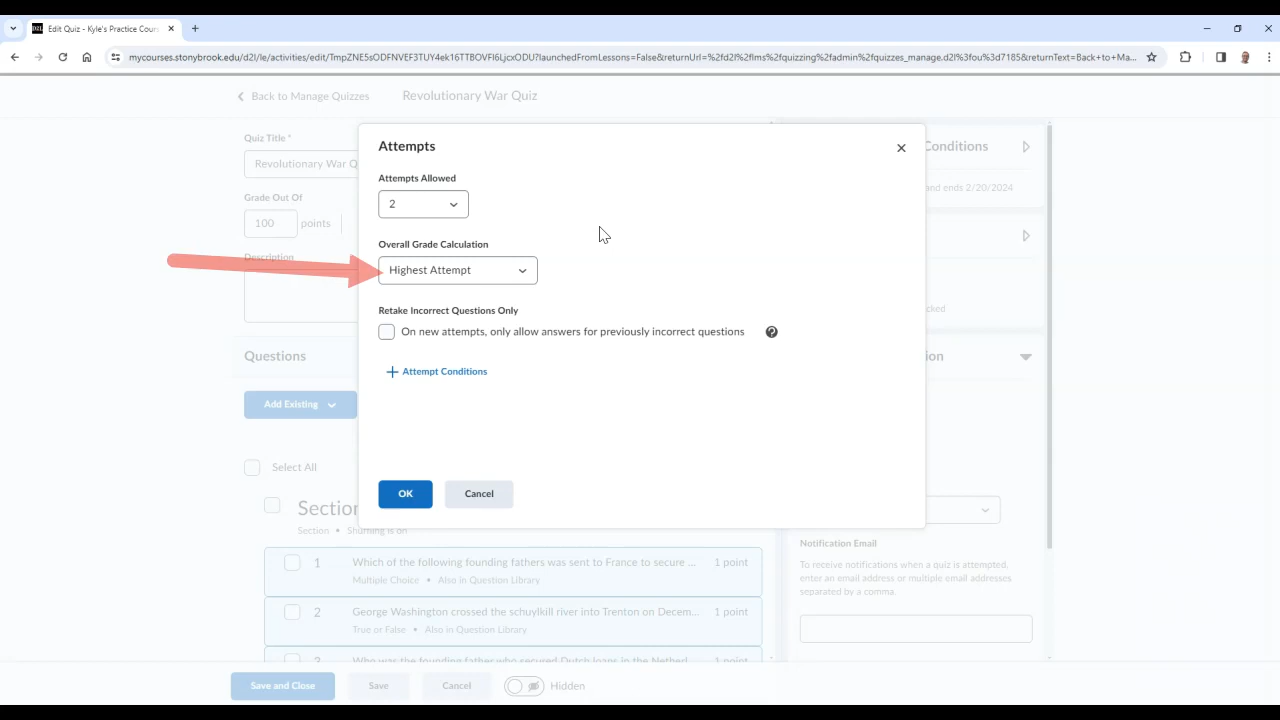 Edit Quiz - Kyle's Practice Cours
mycourses.stonybrook.edu/d2l/le/activities/edit/TmpZNE5sODFNVEF3TUY4ek16TTBOVFI6LjcxODU?launchedFromLessons=False&returnUrl=%2fd2l%2flms%2fquizzing%2fadmin%2fquizzes_manage.d2l%3fou%3d7185&returnText=Back+to+Ma...
Back to Manage Quizzes
Revolutionary War Quiz
Quiz Title *
Revolutionary War Q
Grade Out Of
100 points
Description
Questions
Add Existing
Select All
Section
Section • Shuffling is on
1 Which of the following founding fathers was sent to France to secure ... 1 point
Multiple Choice • Also in Question Library
2 George Washington crossed the schuylkill river into Trenton on Decem... 1 point
True or False • Also in Question Library
3 Who was the founding father who secured Dutch loans in the Netherl... 1 point
Attempts
Attempts Allowed
2
Overall Grade Calculation
Highest Attempt
Retake Incorrect Questions Only
On new attempts, only allow answers for previously incorrect questions
Attempt Conditions
OK
Cancel
Conditions
and ends 2/20/2024
cked
ion
Notification Email
To receive notifications when a quiz is attempted,
enter an email address or multiple email addresses
separated by a comma.
Save and Close
Save
Cancel
Hidden